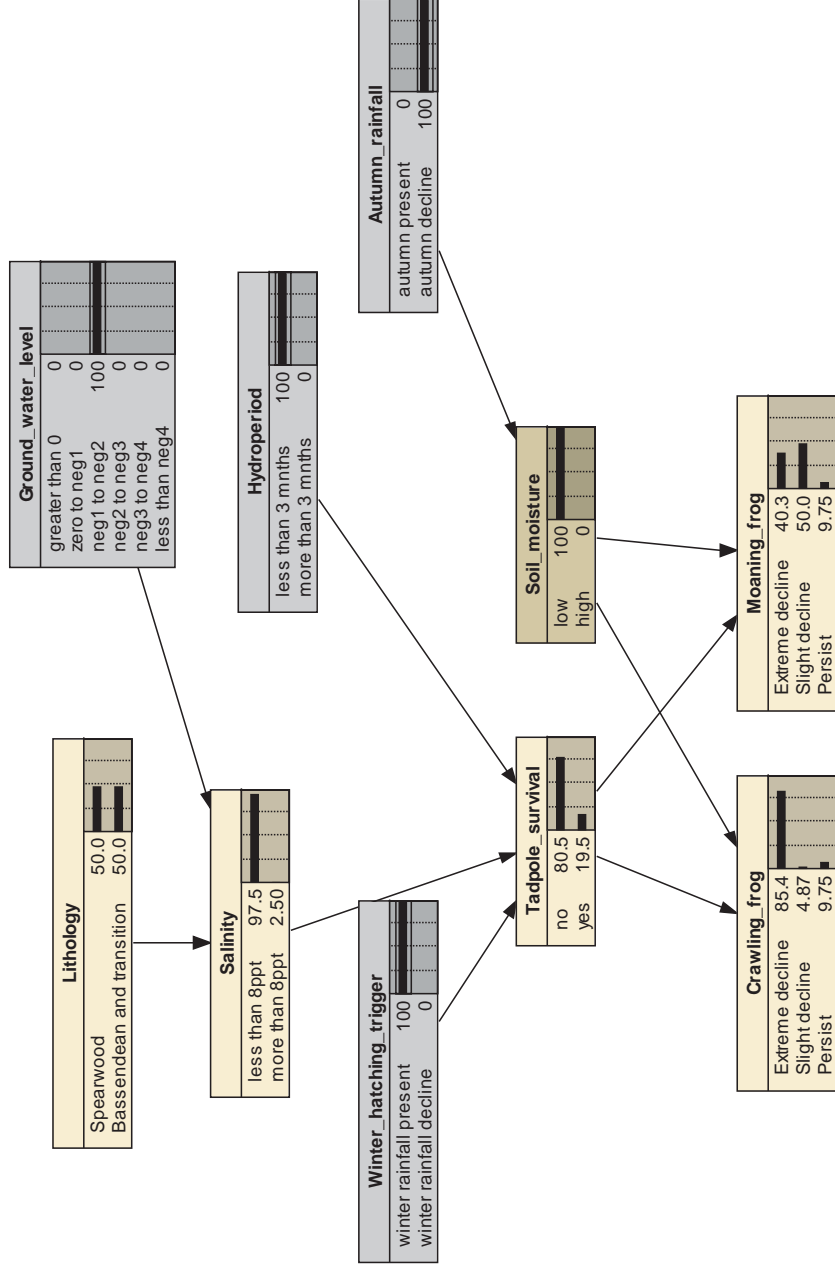 Ground_water_level
greater than 0 0
zero to neg1 0
neg1 to neg2 100
neg2 to neg3 0
neg3 to neg4 0
less than neg4 0
Lithology
Spearwood 50.0
Bassendean and transition 50.0
Hydroperiod
less than 3 mnths 100
more than 3 mnths 0
Salinity
less than 8ppt 97.5
more than 8ppt 2.50
Winter_hatching_trigger
winter rainfall present 100
winter rainfall decline 0
Autumn_rainfall
autumn present 0
autumn decline 100
Tadpole_survival
no 80.5
yes 19.5
Soil_moisture
low 100
high 0
Crawling_frog
Extreme decline 85.4
Slight decline 4.87
Persist 9.75
Moaning_frog
Extreme decline 40.3
Slight decline 50.0
Persist 9.75